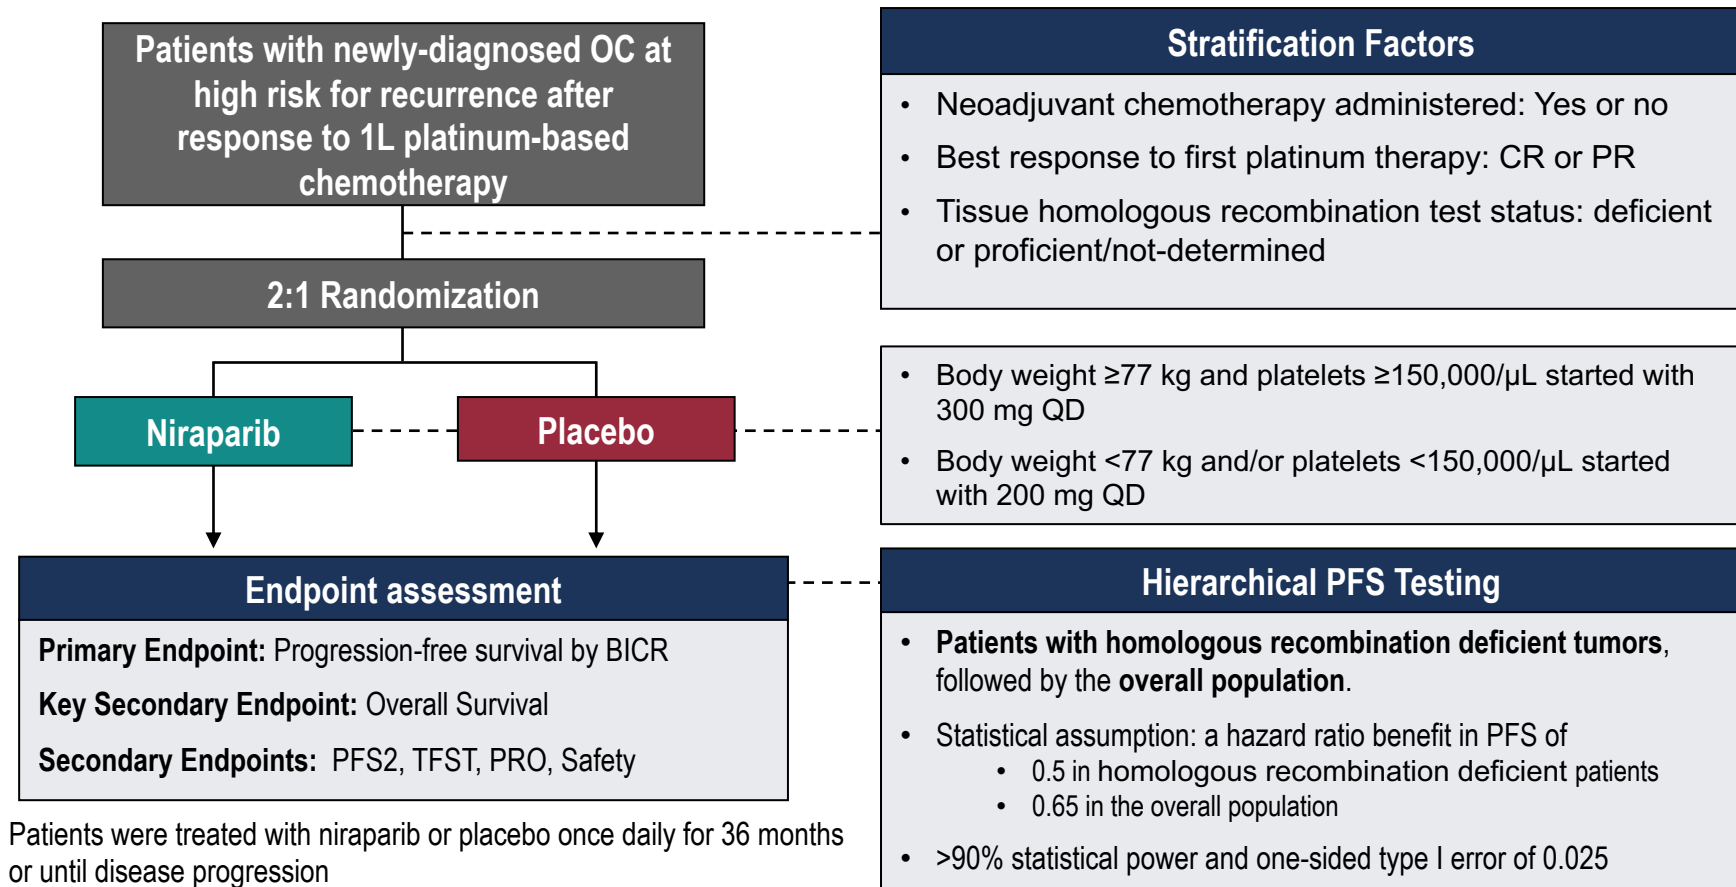 Patients with newly-diagnosed OC at
high risk for recurrence after
response to 1L platinum-based
chemotherapy
2:1 Randomization
Niraparib
Placebo
Endpoint assessment
Primary Endpoint: Progression-free survival by BICR
Key Secondary Endpoint: Overall Survival
Secondary Endpoints: PFS2, TFST, PRO, Safety
Patients were treated with niraparib or placebo once daily for 36 months
or until disease progression
Stratification Factors
• Neoadjuvant chemotherapy administered: Yes or no
• Best response to first platinum therapy: CR or PR
• Tissue homologous recombination test status: deficient
or proficient/not-determined
• Body weight ≥77 kg and platelets ≥150,000/µL started with
300 mg QD
• Body weight <77 kg and/or platelets <150,000/µL started
with 200 mg QD
Hierarchical PFS Testing
• Patients with homologous recombination deficient tumors,
followed by the overall population.
• Statistical assumption: a hazard ratio benefit in PFS of
• 0.5 in homologous recombination deficient patients
• 0.65 in the overall population
• >90% statistical power and one-sided type I error of 0.025